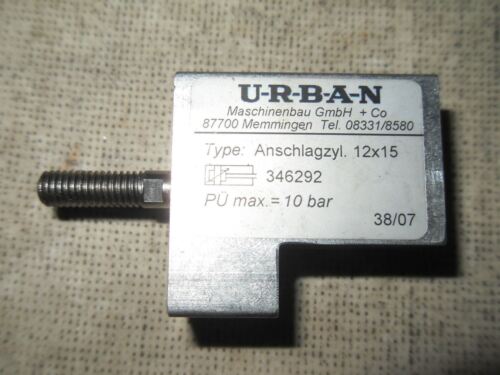 U-R-B-A-N
Maschinenbau GmbH + Co
87700 Memmingen Tel. 08331/8580
Type: Anschlagzyl. 12x15
346292
PÜ max.= 10 bar
38/07